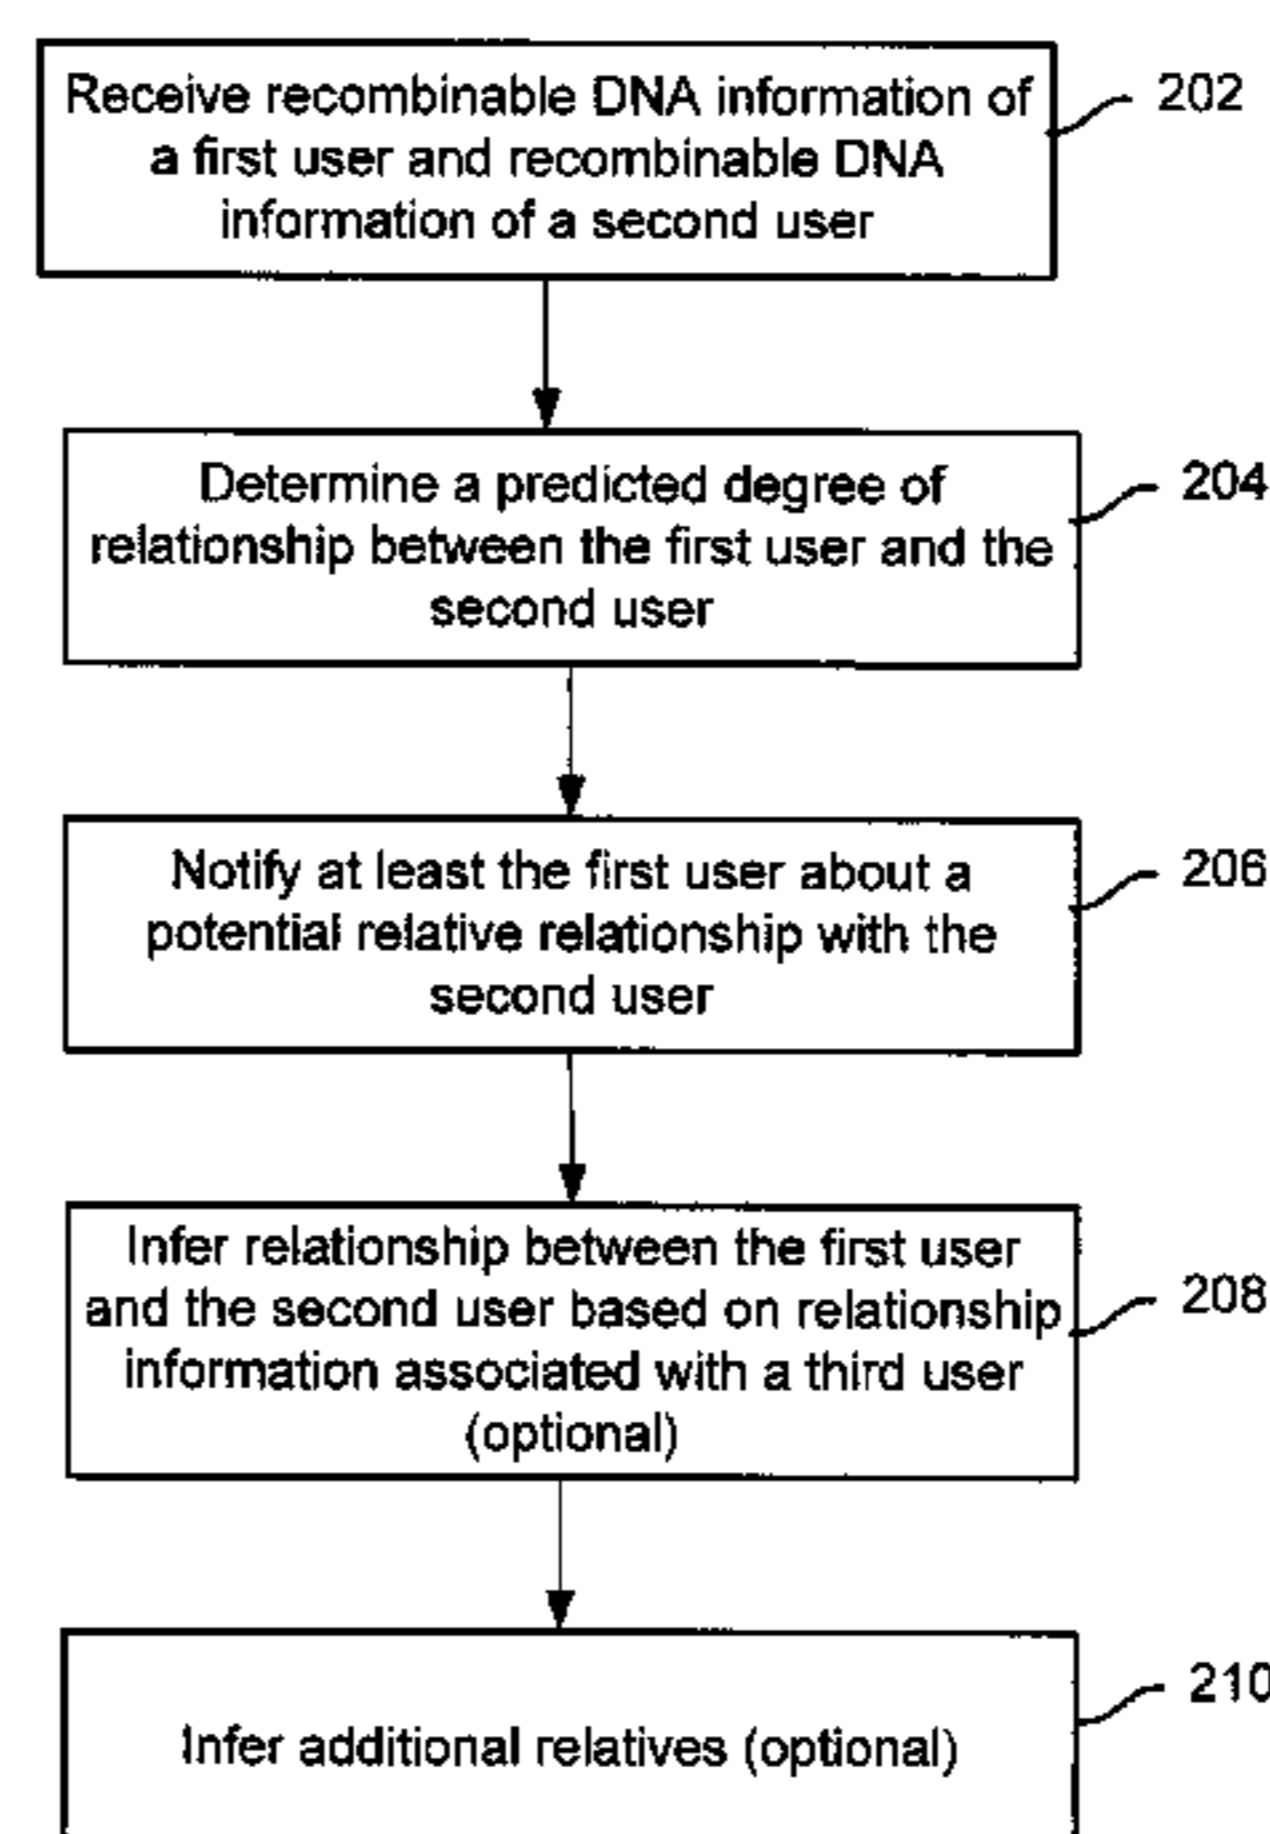 Receive recombinable DNA information of
a first user and recombinable DNA
information of a second user
202
Determine a predicted degree of
relationship between the first user and the
second user
204
Notify at least the first user about a
potential relative relationship with the
second user
206
Infer relationship between the first user
and the second user based on relationship
information associated with a third user
(optional)
208
Infer additional relatives (optional)
210